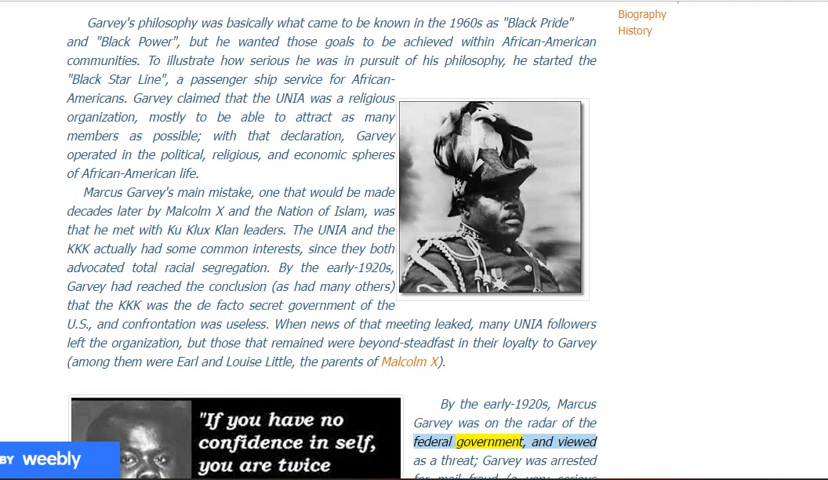 Garvey's philosophy was basically what came to be known in the 1960s as "Black Pride"
and "Black Power", but he wanted those goals to be achieved within African-American
communities. To illustrate how serious he was in pursuit of his philosophy, he started the
"Black Star Line", a passenger ship service for African-
Americans. Garvey claimed that the UNIA was a religious
organization, mostly to be able to attract as many
members as possible; with that declaration, Garvey
operated in the political, religious, and economic spheres
of African-American life.
Marcus Garvey's main mistake, one that would be made
decades later by Malcolm X and the Nation of Islam, was
that he met with Ku Klux Klan leaders. The UNIA and the
KKK actually had some common interests, since they both
advocated total racial segregation. By the early-1920s,
Garvey had reached the conclusion (as had many others)
that the KKK was the de facto secret government of the
U.S., and confrontation was useless. When news of that meeting leaked, many UNIA followers
left the organization, but those that remained were beyond-steadfast in their loyalty to Garvey
(among them were Earl and Louise Little, the parents of Malcolm X).
By the early-1920s, Marcus
Garvey was on the radar of the
federal government, and viewed
as a threat; Garvey was arrested
for mail fraud (a very serious
"If you have no
confidence in self,
you are twice
BY weebly
Biography
History